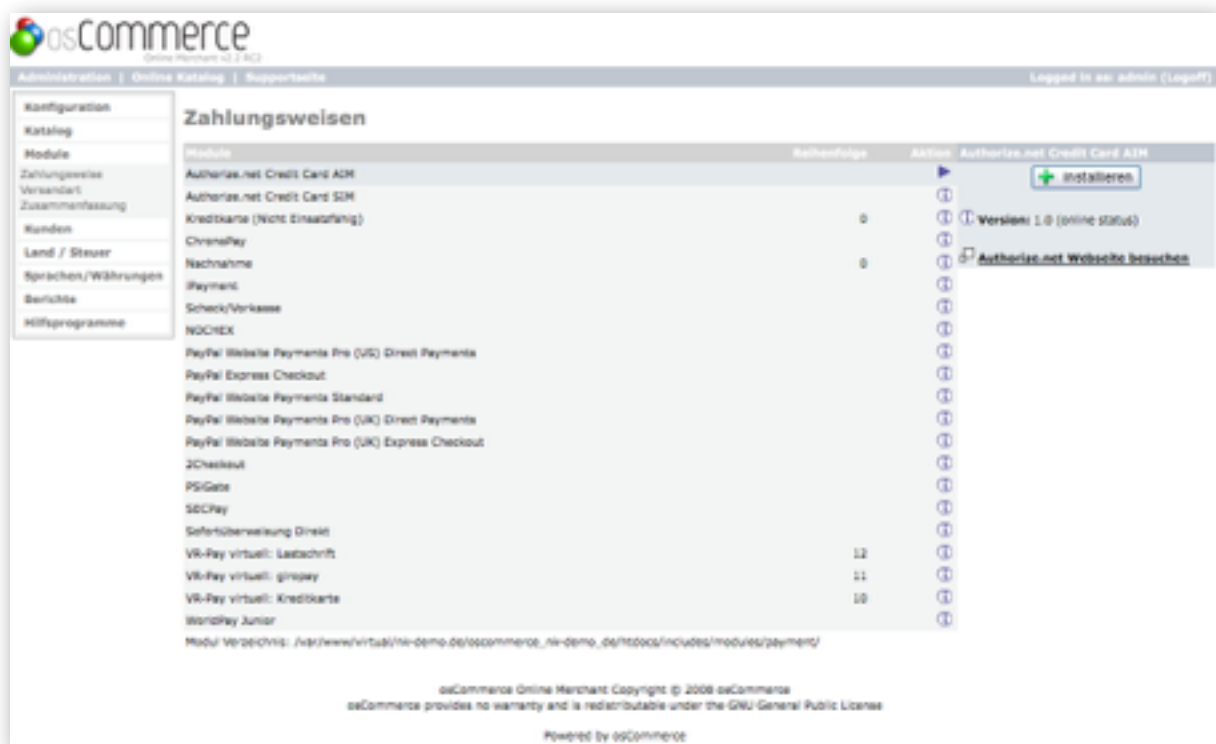 osCommerce
Online Merchant v2.2 RC2
Administration | Online Katalog | Supportseite
Logged in as: admin (Logoff)
Konfiguration
Katalog
Module
Zahlungsweise
Versandart
Zusammenfassung
Kunden
Land / Steuer
Sprachen/Währungen
Berichte
Hilfsprogramme
Zahlungsweisen
Module Reihenfolge Aktion
Authorize.net Credit Card AIM
Authorize.net Credit Card SIM
Kreditkarte (Nicht Einsatzfähig) 0
ChronoPay
Nachnahme 0
iPayment
Scheck/Vorkasse
NOCHEX
PayPal Website Payments Pro (US) Direct Payments
PayPal Express Checkout
PayPal Website Payments Standard
PayPal Website Payments Pro (UK) Direct Payments
PayPal Website Payments Pro (UK) Express Checkout
2Checkout
PSiGate
SECPay
Sofortüberweisung Direkt
VR-Pay virtuell: Lastschrift 12
VR-Pay virtuell: giropay 11
VR-Pay virtuell: Kreditkarte 10
WorldPay Junior
Modul Verzeichnis:
Authorize.net Credit Card AIM
installieren
Version: 1.0 (online status)
Authorize.net Webseite besuchen
osCommerce Online Merchant Copyright © 2008 osCommerce
osCommerce provides no warranty and is redistributable under the GNU General Public License
Powered by osCommerce